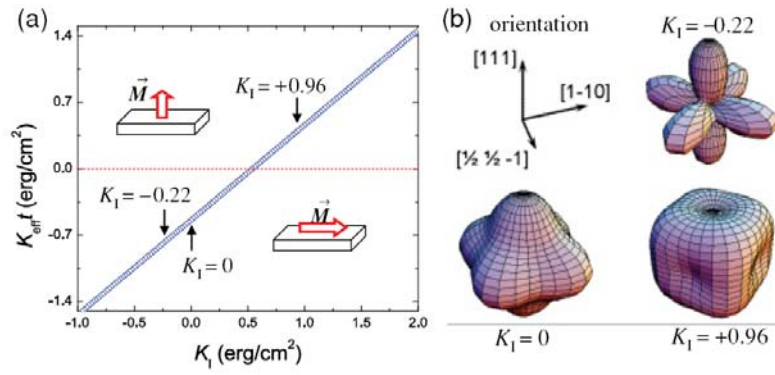 (a)
1.4
0.7
0.0
-0.7
-1.4
K_eff t (erg/cm²)
M⃗
K_I = +0.96
K_I = −0.22
K_I = 0
M⃗
-1.0 -0.5 0.0 0.5 1.0 1.5 2.0
K_I (erg/cm²)
(b)
orientation
K_I = −0.22
[111]
[1-10]
[½ ½ -1]
K_I = 0
K_I = +0.96